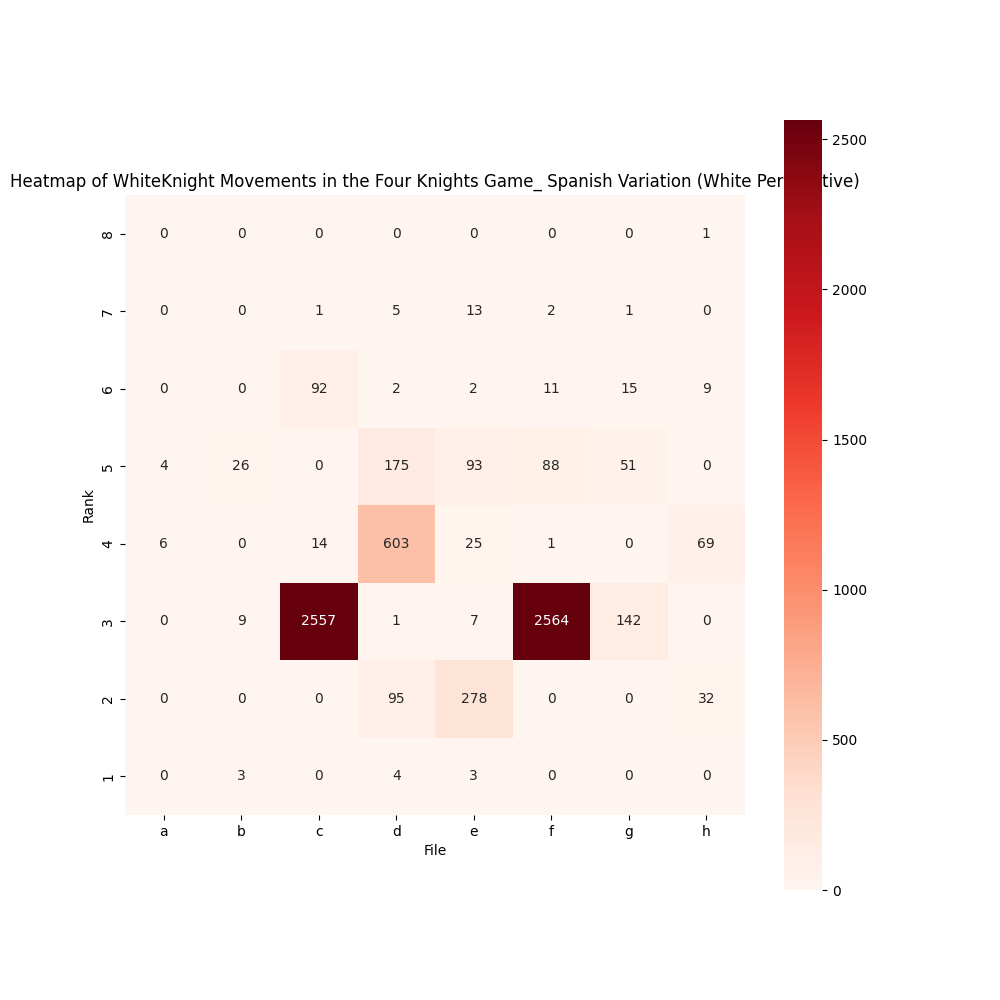 Heatmap of WhiteKnight Movements in the Four Knights Game_ Spanish Variation (White Per tive)
2500
8 0 0 0 0 0 0 0 1
2000
7 0 0 1 5 13 2 1 0
6 0 0 92 2 2 11 15 9
1500
5 4 26 0 175 93 88 51 0
Rank
4 6 0 14 603 25 1 0 69
1000
3 0 9 2557 1 7 2564 142 0
500
2 0 0 0 95 278 0 0 32
1 0 3 0 4 3 0 0 0
a b c d e f g h
File
0